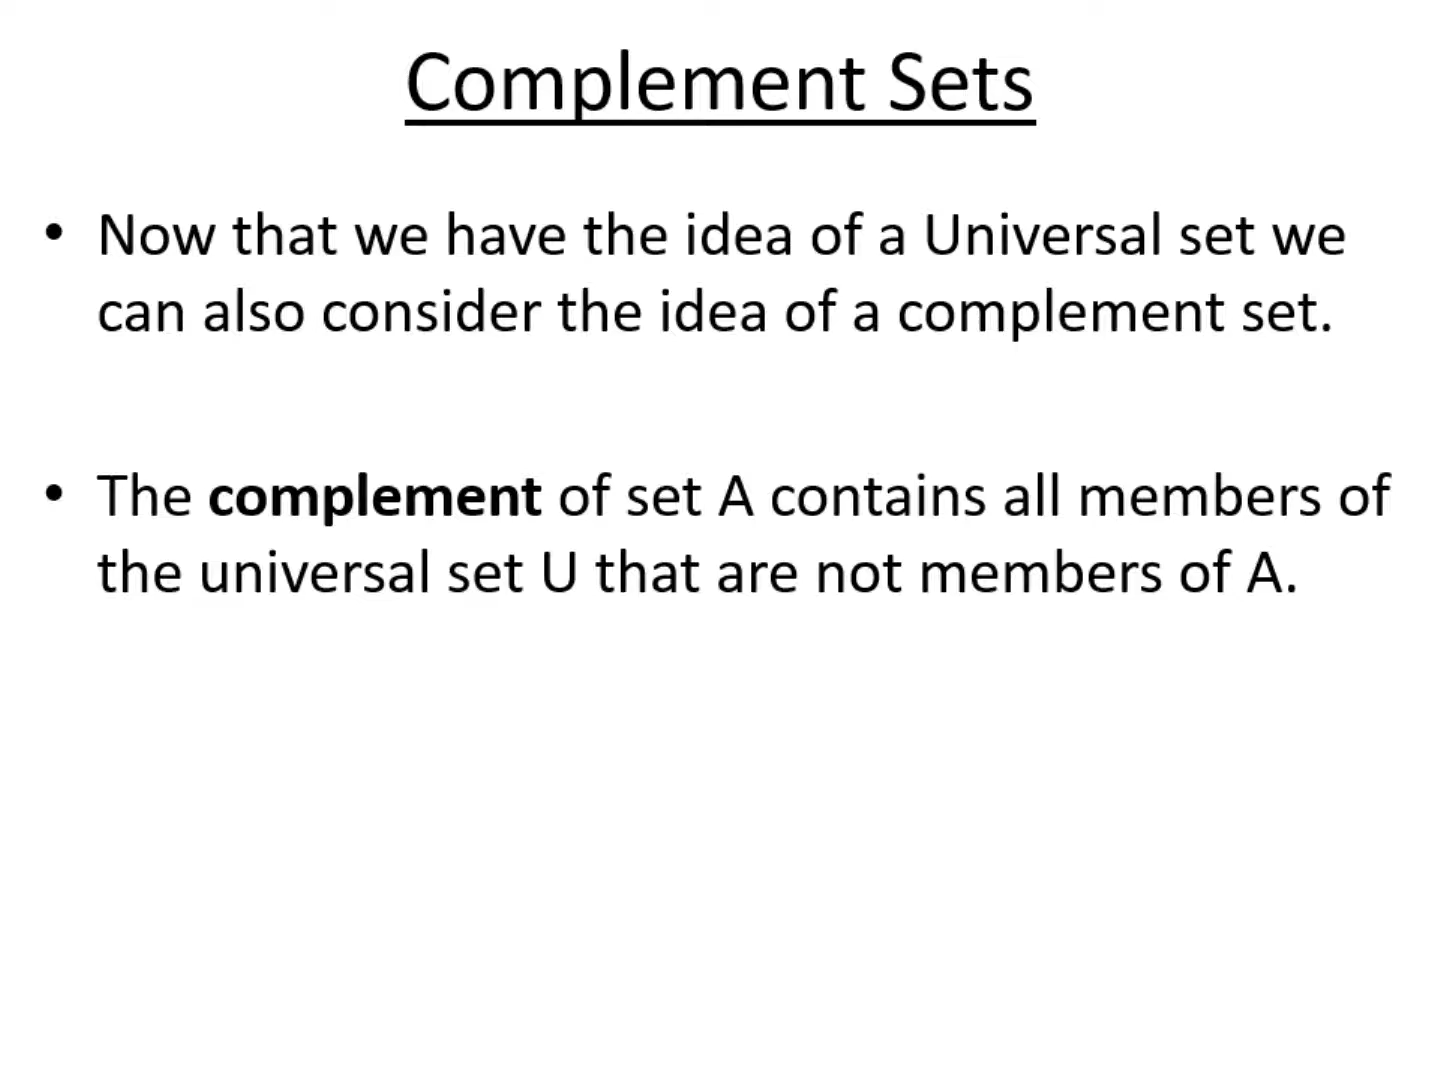 Complement Sets
• Now that we have the idea of a Universal set we
can also consider the idea of a complement set.
• The complement of set A contains all members of
the universal set U that are not members of A.